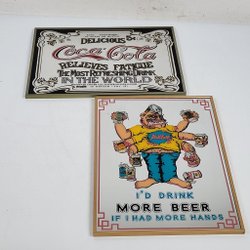 DELICIOUS 5¢
Coca-Cola
RELIEVES FATIGUE
THE MOST REFRESHING DRINK
IN THE WORLD
I'D DRINK
MORE BEER
IF I HAD MORE HANDS